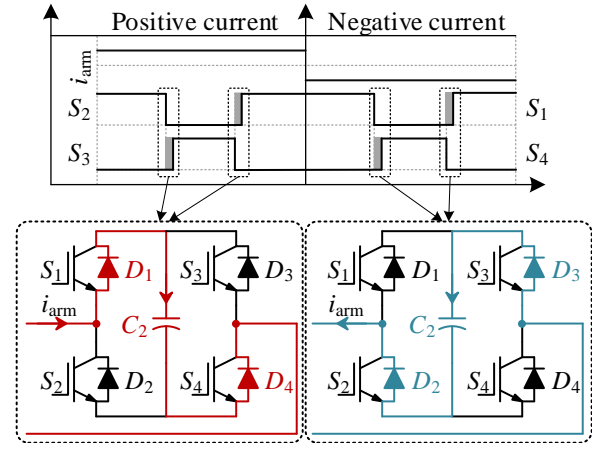 Positive current Negative current
i_arm
S_2 S_1
S_3 S_4
S_1 D_1 S_3 D_3 S_1 D_1 S_3 D_3
i_arm C_2 i_arm C_2
S_2 D_2 S_4 D_4 S_2 D_2 S_4 D_4